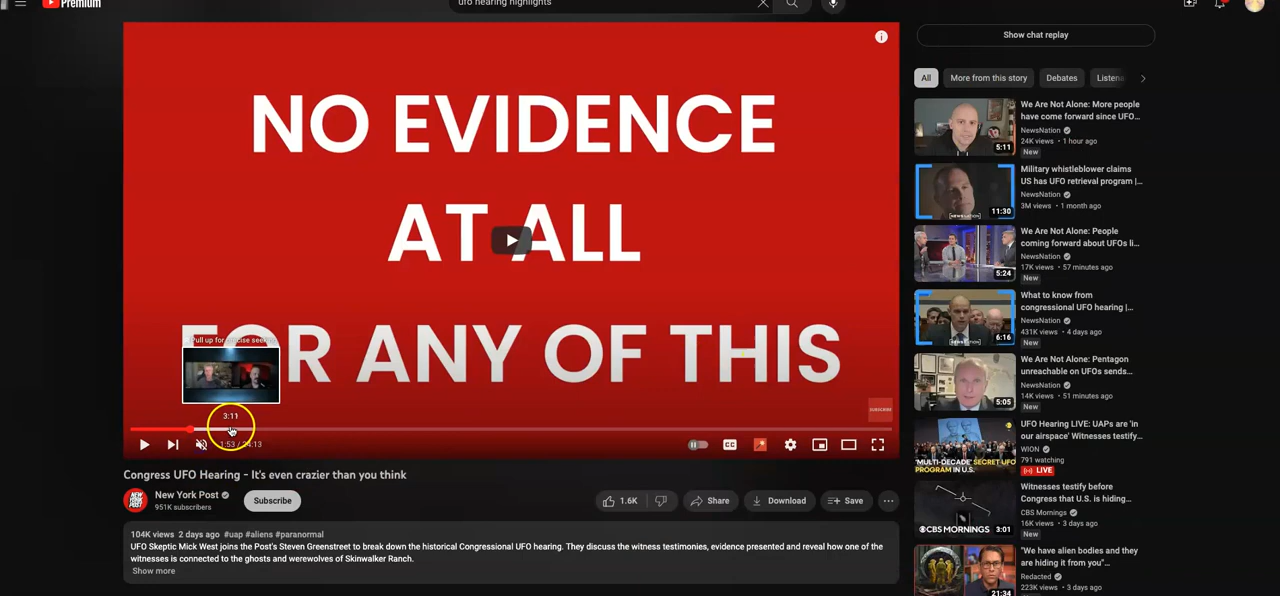 Premium
ufo hearing highlights
NO EVIDENCE
AT ALL
FOR ANY OF THIS
Pull up for precise
3:11
SUBSCRIBE
1:53
Congress UFO Hearing - It's even crazier than you think
New York Post
951K subscribers
Subscribe
1.6K
Share
Download
Save
104K views 2 days ago #uap #aliens #paranormal
UFO Skeptic Mick West joins the Post's Steven Greenstreet to break down the historical Congressional UFO hearing. They discuss the witness testimonies, evidence presented and reveal how one of the
witnesses is connected to the ghosts and werewolves of Skinwalker Ranch.
Show more
Show chat replay
All
More from this story
Debates
Listena
5:11
We Are Not Alone: More people
have come forward since UFO…
NewsNation
24K views • 1 hour ago
New
11:30
Military whistleblower claims
US has UFO retrieval program |…
NewsNation
3M views • 1 month ago
5:24
We Are Not Alone: People
coming forward about UFOs li…
NewsNation
17K views • 57 minutes ago
New
6:16
What to know from
congressional UFO hearing |…
NewsNation
431K views • 4 days ago
New
5:05
We Are Not Alone: Pentagon
unreachable on UFOs sends…
NewsNation
14K views • 51 minutes ago
New
'MULTI-DECADE' SECRET UFO
PROGRAM IN U.S.
UFO Hearing LIVE: UAPs are 'in
our airspace' Witnesses testify…
WION
791 watching
LIVE
CBS MORNINGS
3:01
Witnesses testify before
Congress that U.S. is hiding…
CBS Mornings
16K views • 3 days ago
New
21:34
"We have alien bodies and they
are hiding it from you"…
Redacted
223K views • 3 days ago